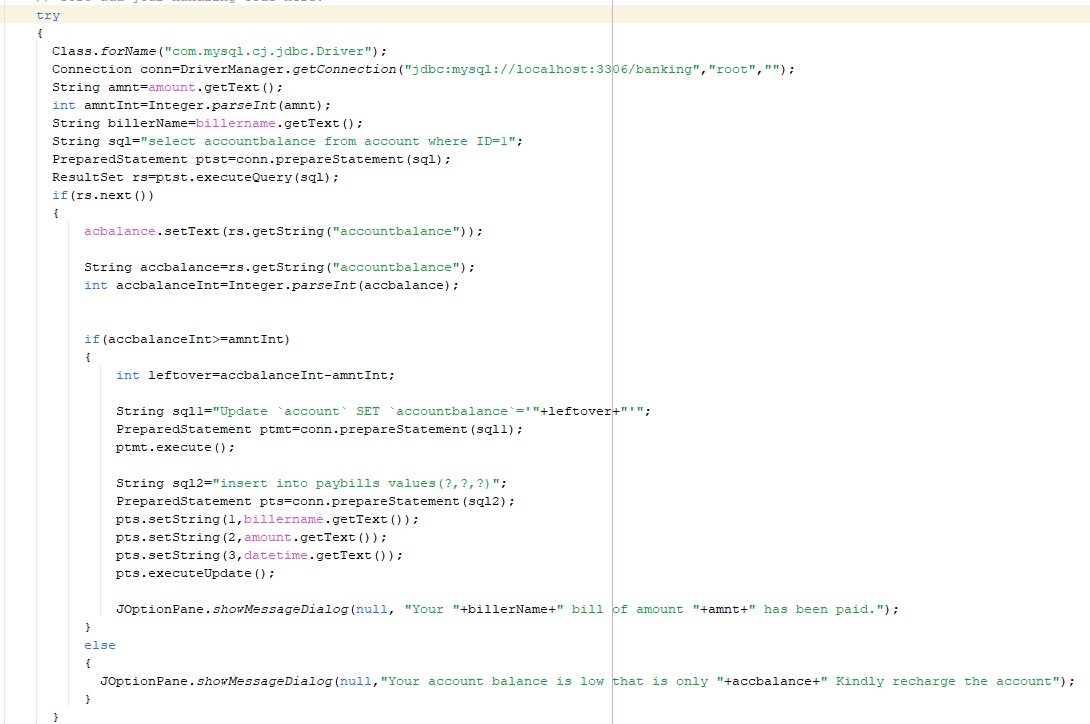 try
{
Class.forName("com.mysql.cj.jdbc.Driver");
Connection conn=DriverManager.getConnection("jdbc:mysql://localhost:3306/banking","root","");
String amnt=amount.getText();
int amntInt=Integer.parseInt(amnt);
String billerName=billername.getText();
String sql="select accountbalance from account where ID=1";
PreparedStatement ptst=conn.prepareStatement(sql);
ResultSet rs=ptst.executeQuery(sql);
if(rs.next())
{
acbalance.setText(rs.getString("accountbalance"));
String accbalance=rs.getString("accountbalance");
int accbalanceInt=Integer.parseInt(accbalance);
if(accbalanceInt>=amntInt)
{
int leftover=accbalanceInt-amntInt;
String sql1="Update `account` SET `accountbalance`='"+leftover+"'";
PreparedStatement ptmt=conn.prepareStatement(sql1);
ptmt.execute();
String sql2="insert into paybills values(?,?,?)";
PreparedStatement pts=conn.prepareStatement(sql2);
pts.setString(1,billername.getText());
pts.setString(2,amount.getText());
pts.setString(3,datetime.getText());
pts.executeUpdate();
JOptionPane.showMessageDialog(null, "Your "+billerName+" bill of amount "+amnt+" has been paid.");
}
else
{
JOptionPane.showMessageDialog(null,"Your account balance is low that is only "+accbalance+" Kindly recharge the account");
}
}